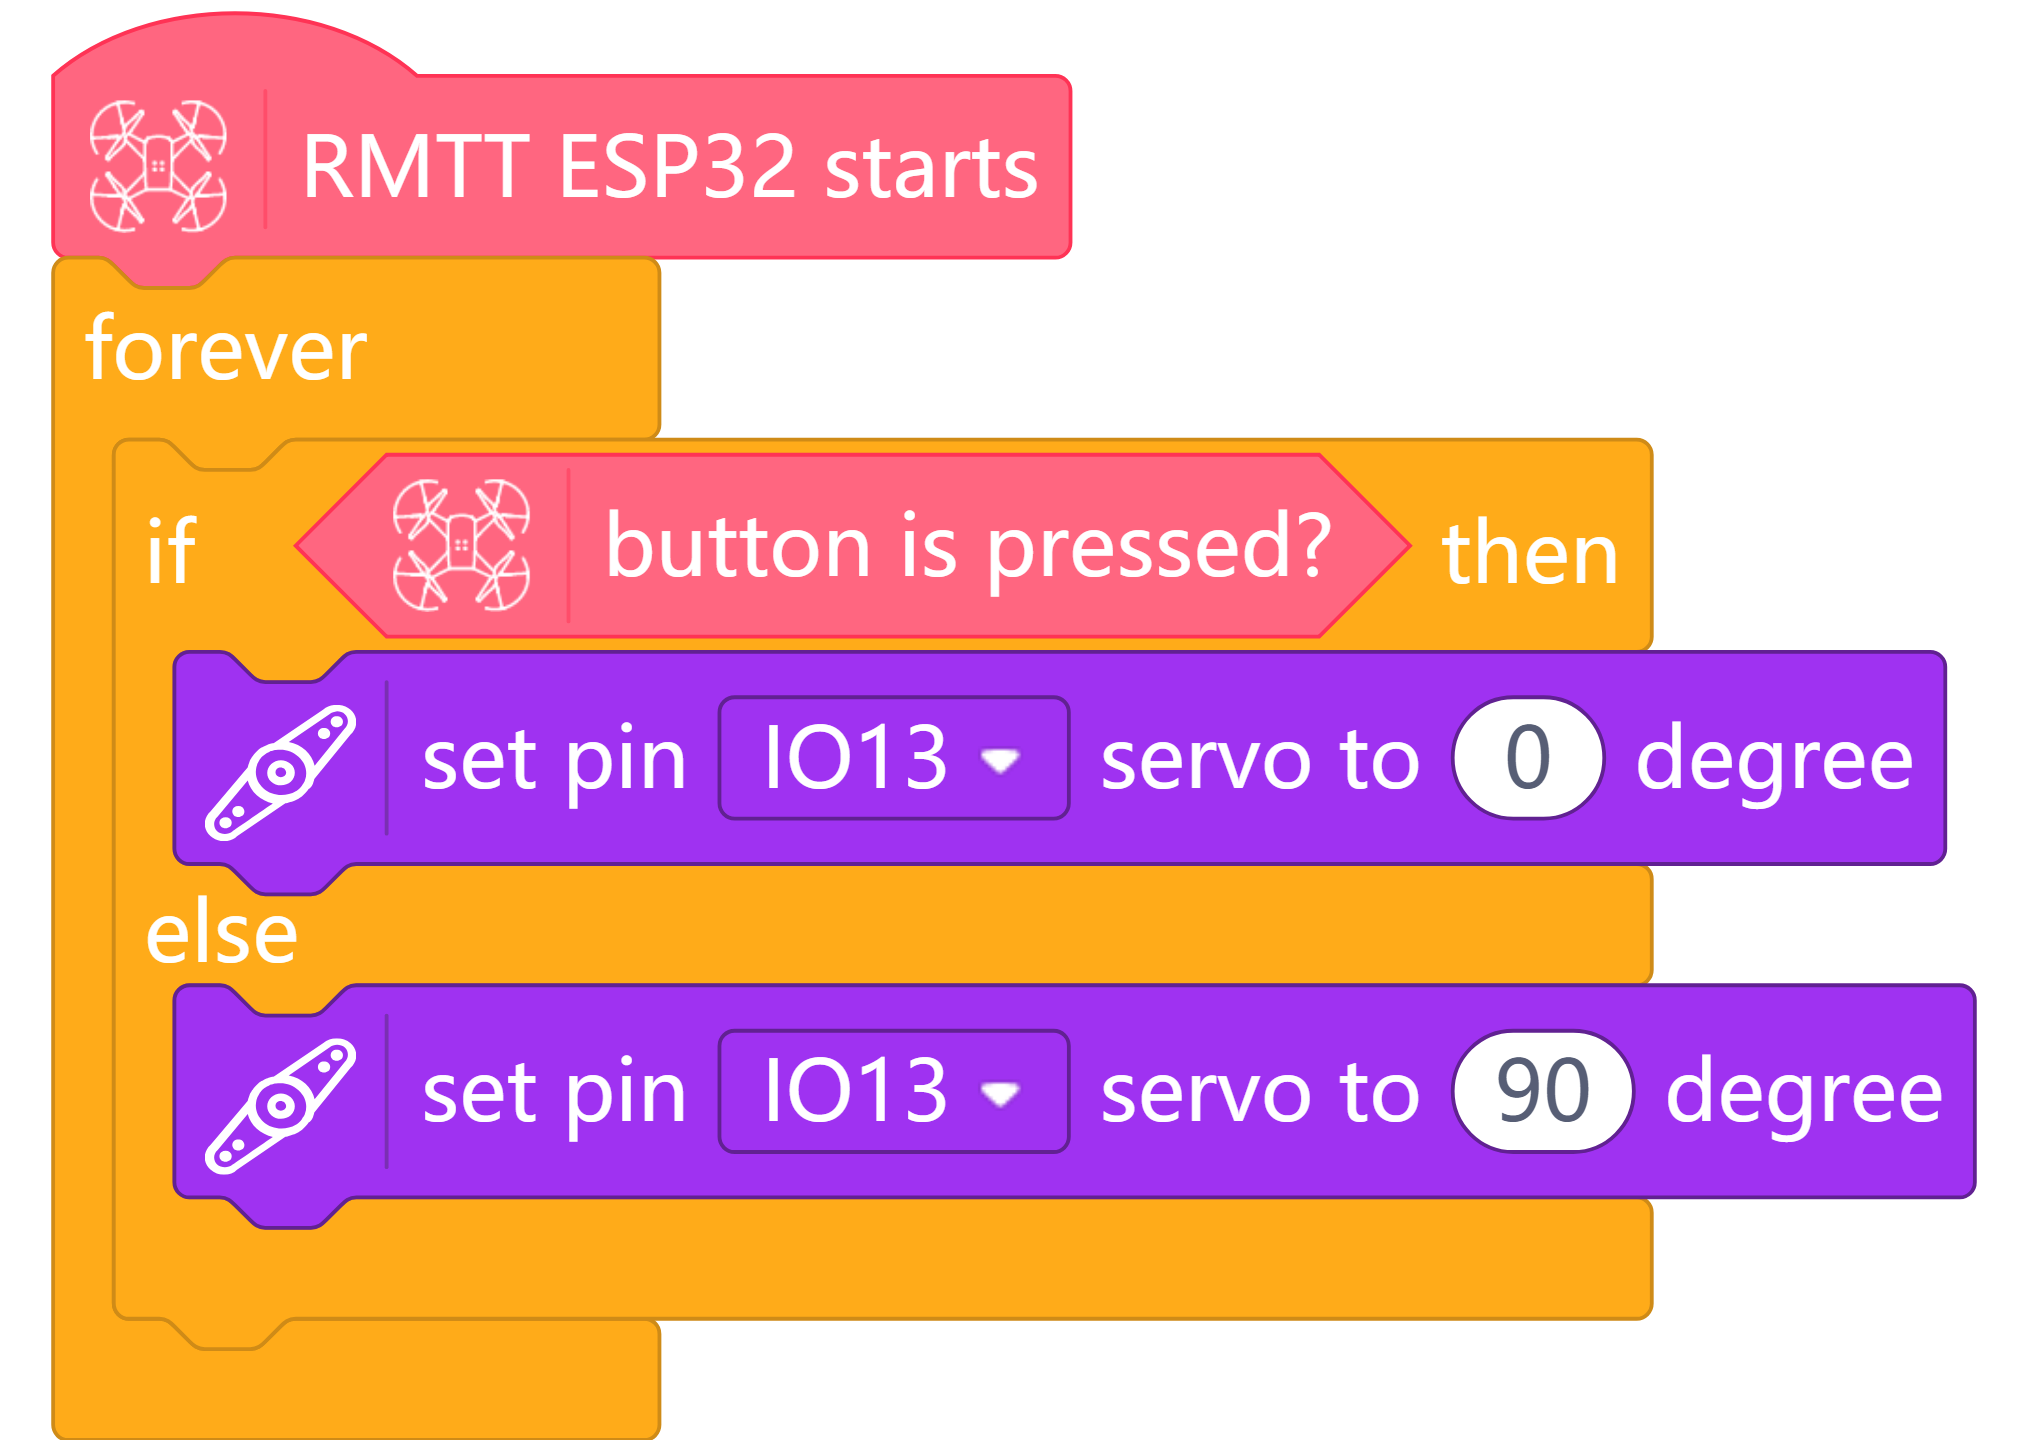 RMTT ESP32 starts
forever
if button is pressed? then
set pin IO13 servo to 0 degree
else
set pin IO13 servo to 90 degree